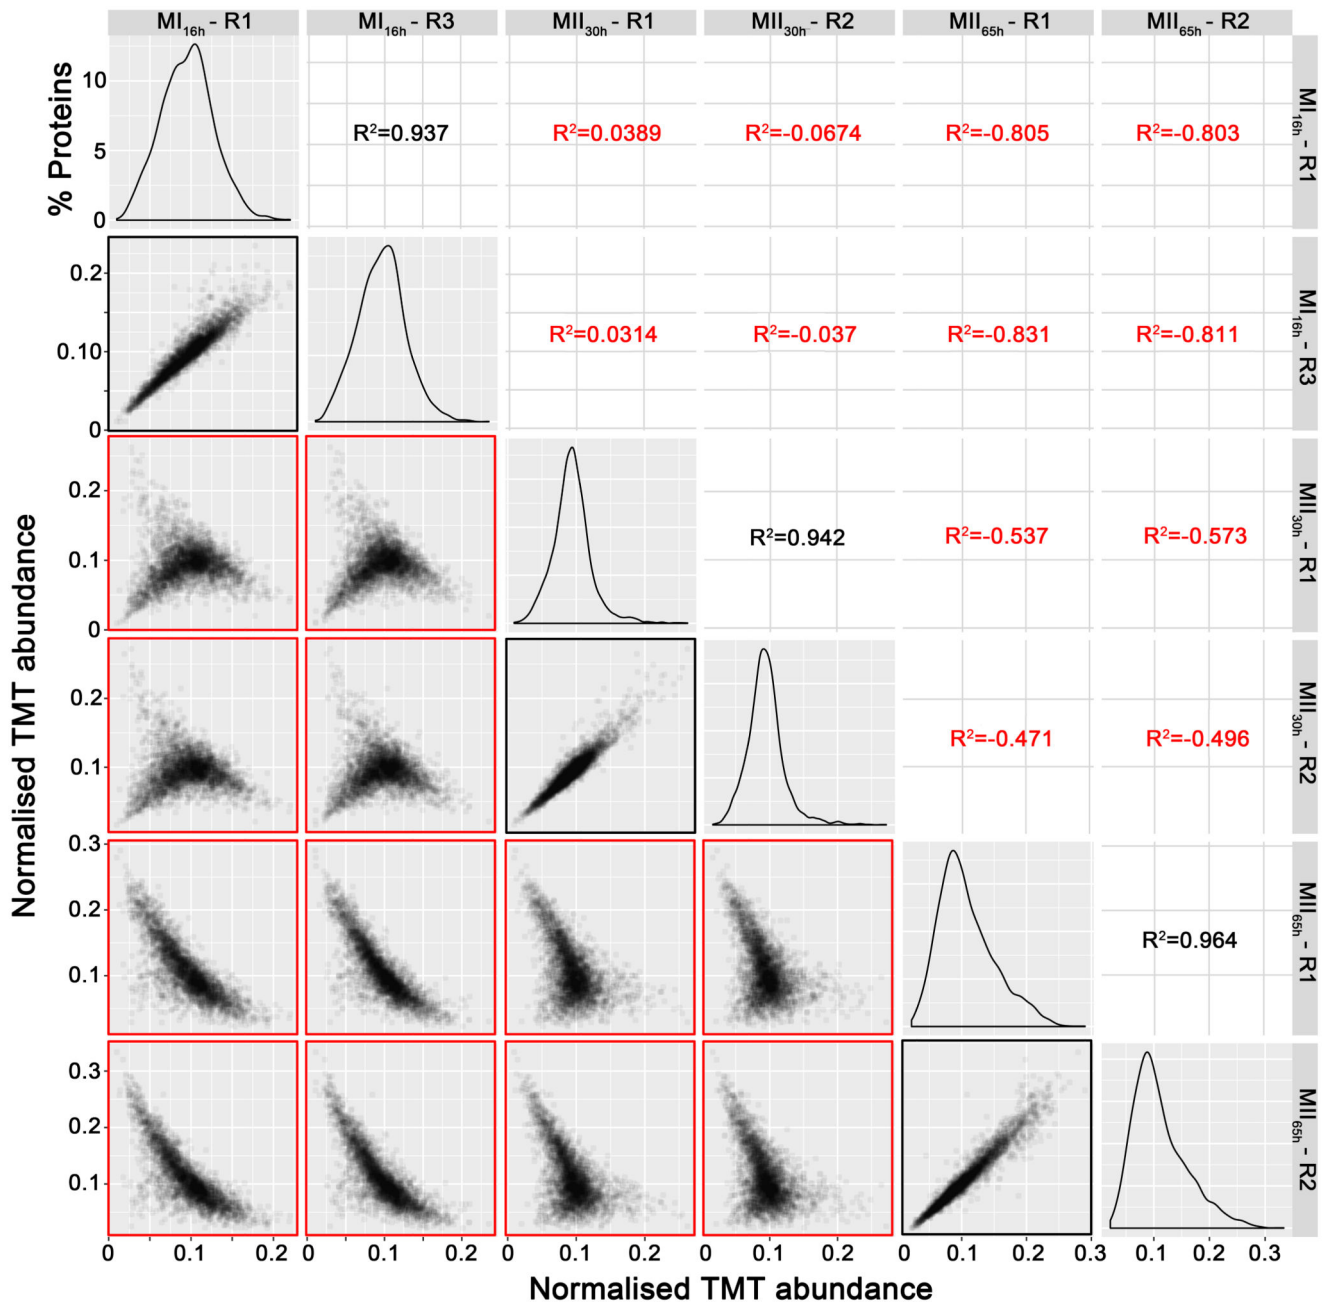 MI16h - R1
MI16h - R3
MII30h - R1
MII30h - R2
MII65h - R1
MII65h - R2
% Proteins
10
5
0
R²=0.937
R²=0.0389
R²=-0.0674
R²=-0.805
R²=-0.803
MI16h - R1
0.2
0.10
0
R²=0.0314
R²=-0.037
R²=-0.831
R²=-0.811
MI16h - R3
Normalised TMT abundance
0.2
0.1
0
R²=0.942
R²=-0.537
R²=-0.573
MII30h - R1
0.2
0.1
R²=-0.471
R²=-0.496
MII30h - R2
0.3
0.2
0.1
R²=0.964
MII65h - R1
0.3
0.2
0.1
MII65h - R2
0
0.1
0.2
0
0.1
0.2
0
0.1
0.2
0
0.1
0.2
0
0.1
0.2
0.3
0.1
0.2
0.3
Normalised TMT abundance